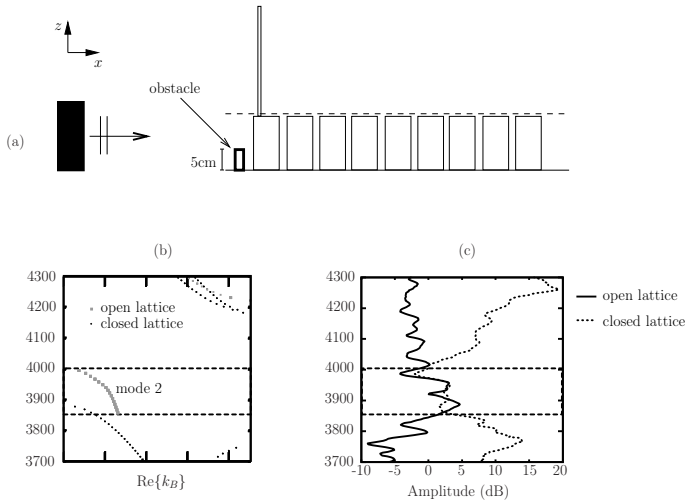 z
x
(a)
obstacle
5cm
(b)
4300
4200
4100
4000
3900
3800
3700
open lattice
closed lattice
mode 2
Re{k_B}
(c)
4300
4200
4100
4000
3900
3800
3700
-10
-5
0
5
10
15
20
Amplitude (dB)
open lattice
closed lattice